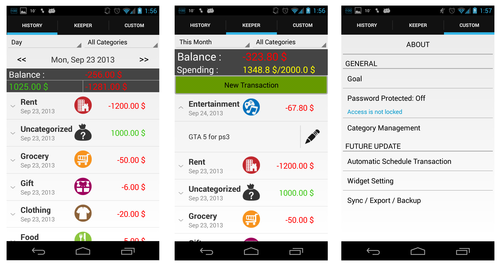 1:56
HISTORY KEEPER CUSTOM
Day All Categories
<< Mon, Sep 23 2013 >>
Balance :
1025.00 $
Rent
Sep 23, 2013
-1200.00 $
Uncategorized
Sep 23, 2013
1000.00 $
Grocery
Sep 23, 2013
-50.00 $
Gift
Sep 23, 2013
-6.00 $
Clothing
Sep 23, 2013
-20.00 $
Food
-5.00 $
1:56
HISTORY KEEPER CUSTOM
This Month All Categories
Balance :
Spending : 1348.8 $/2000.0 $
New Transaction
Entertainment
Sep 24, 2013
-67.80 $
GTA 5 for ps3
Rent
Sep 23, 2013
-1200.00 $
Uncategorized
Sep 23, 2013
1000.00 $
Grocery
Sep 23, 2013
-50.00 $
1:57
HISTORY KEEPER CUSTOM
ABOUT
GENERAL
Goal
Password Protected: Off
Access is not locked
Category Management
FUTURE UPDATE
Automatic Schedule Transaction
Widget Setting
Sync / Export / Backup